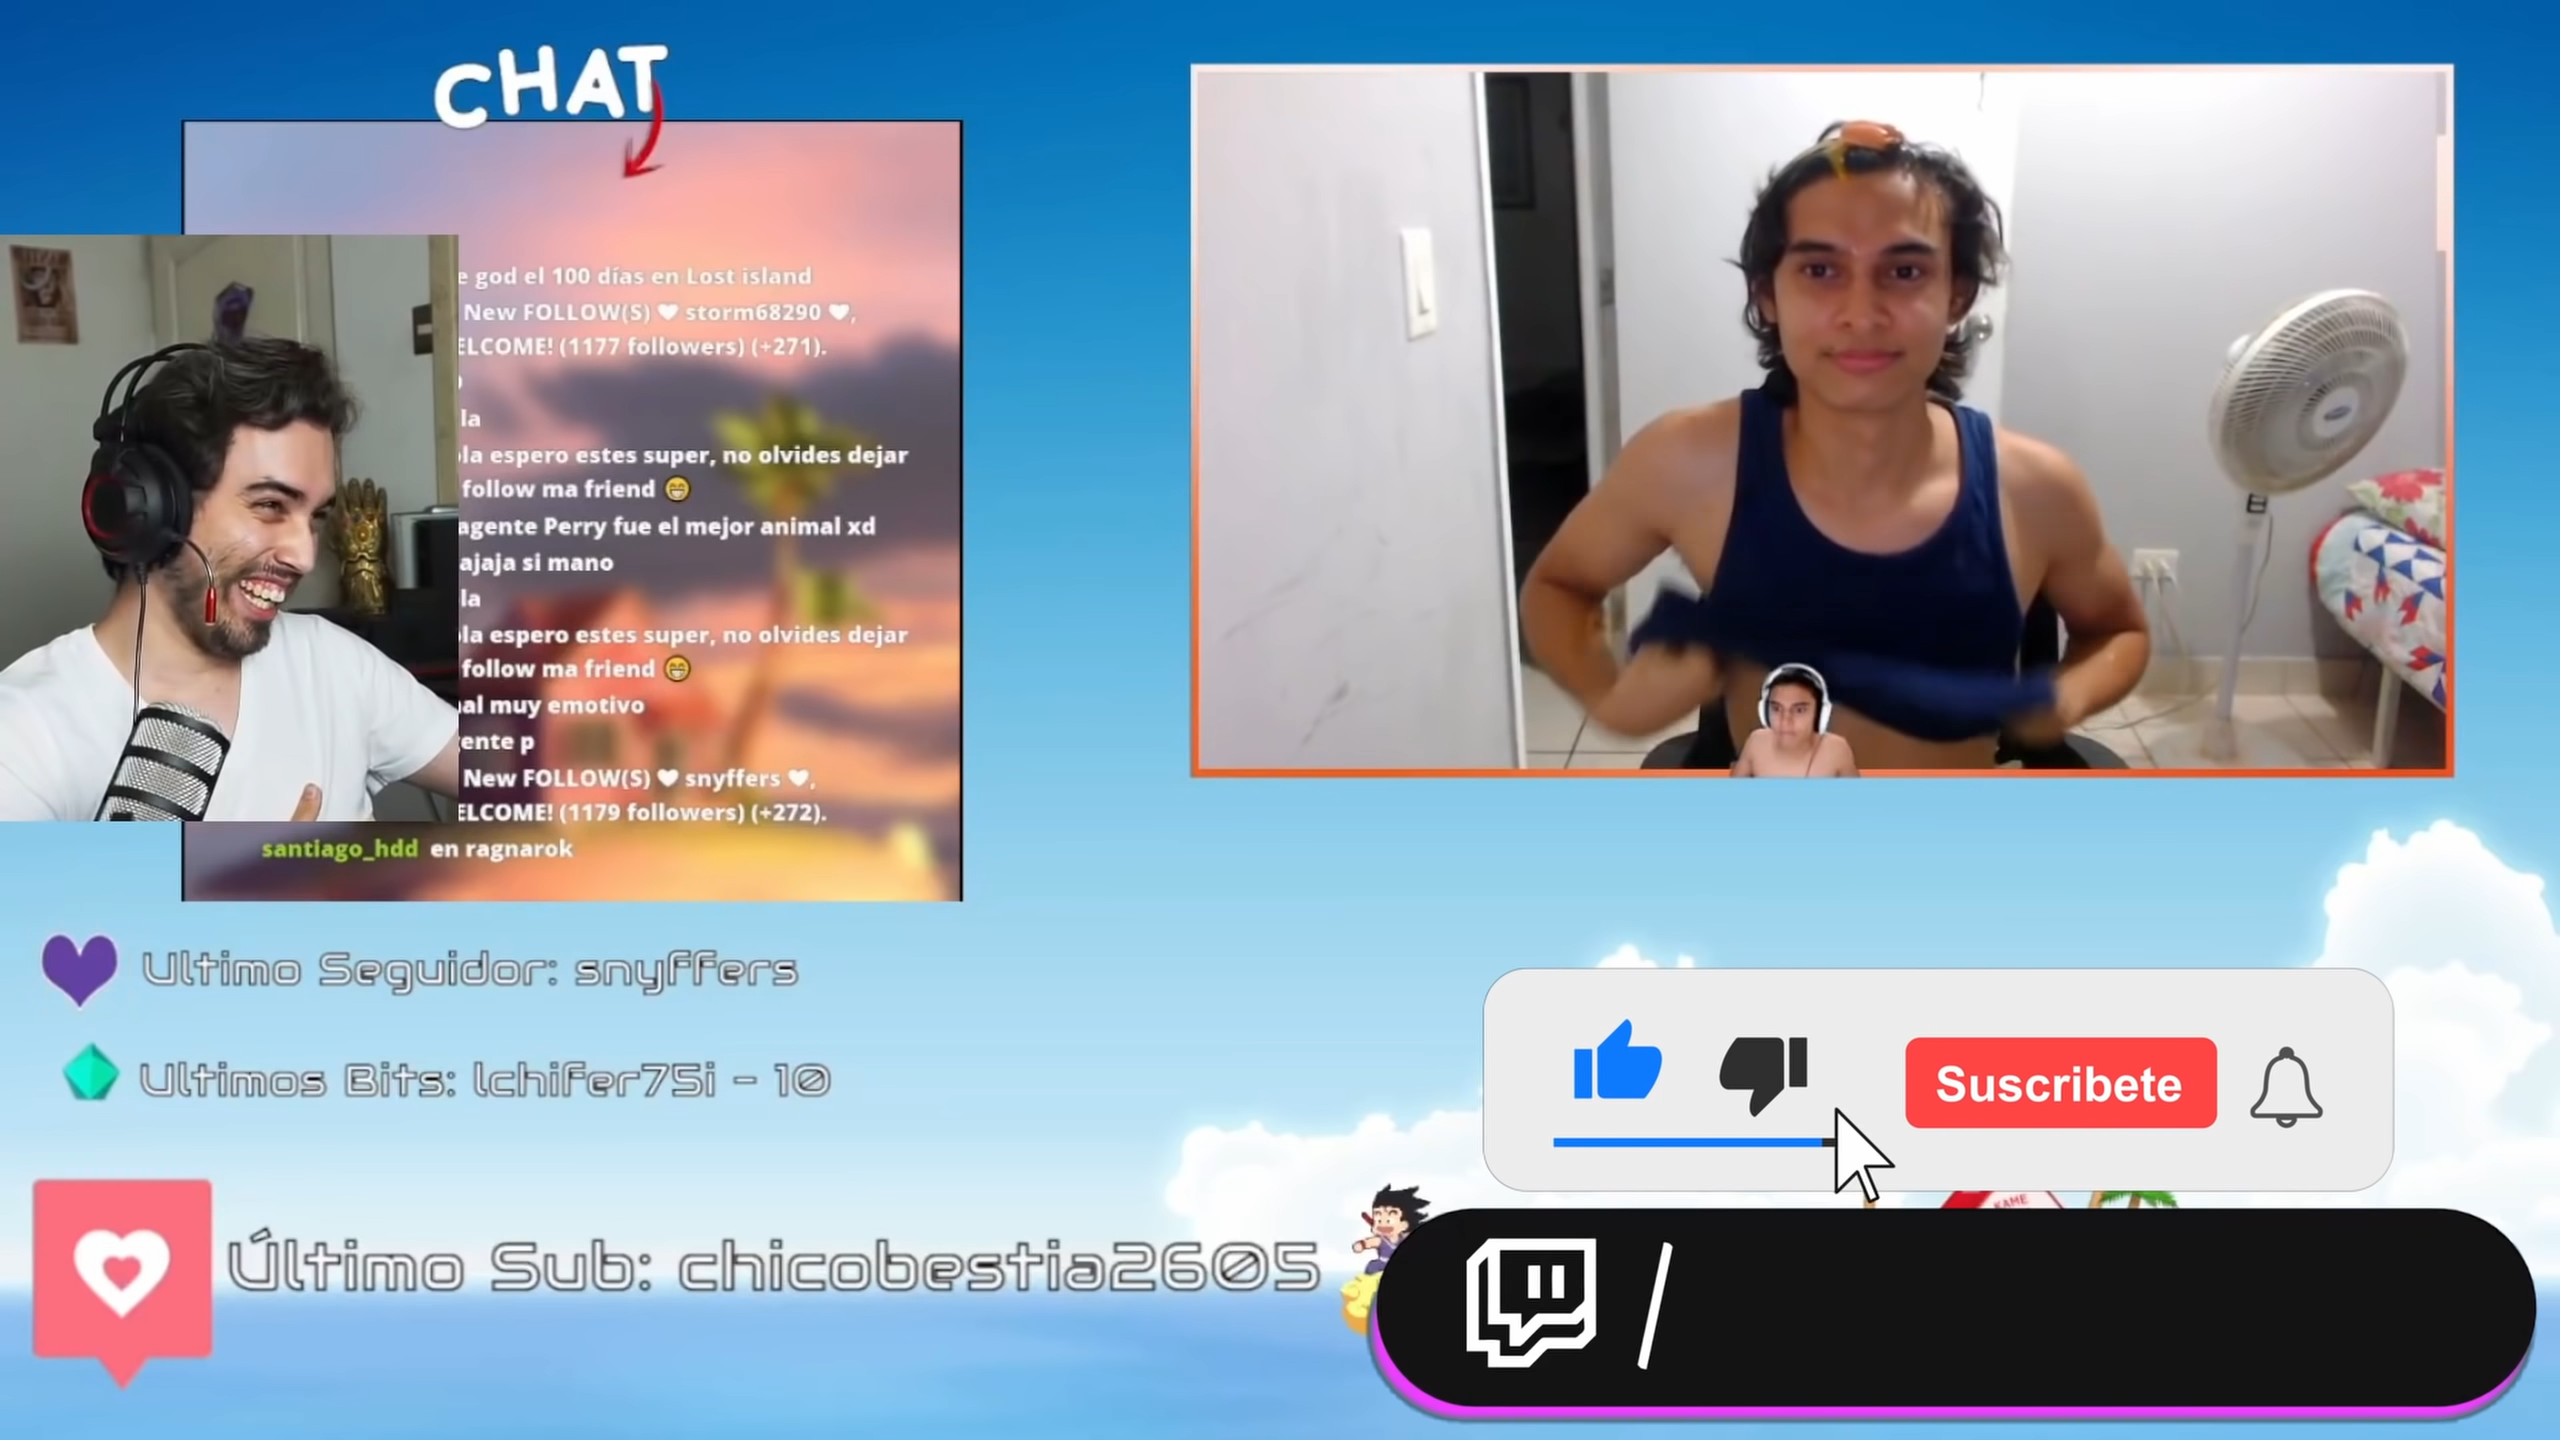 CHAT
god el 100 días en Lost island
New FOLLOW(S) ♥ storm68290 ♥,
ELCOME! (1177 followers) (+271).
la
la espero estes super, no olvides dejar
follow ma friend 😁
agente Perry fue el mejor animal xd
ajaja si mano
la
la espero estes super, no olvides dejar
follow ma friend 😁
al muy emotivo
ente p
New FOLLOW(S) ♥ snyffers ♥,
ELCOME! (1179 followers) (+272).
santiago_hdd en ragnarok
Ultimo Seguidor: snyffers
Ultimos Bits: lchifer75i - 10
Último Sub: chicobestia2605
Suscribete
KAME
/